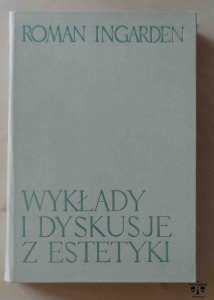 ROMAN INGARDEN
WYKŁADY
I DYSKUSJE
Z ESTETYKI